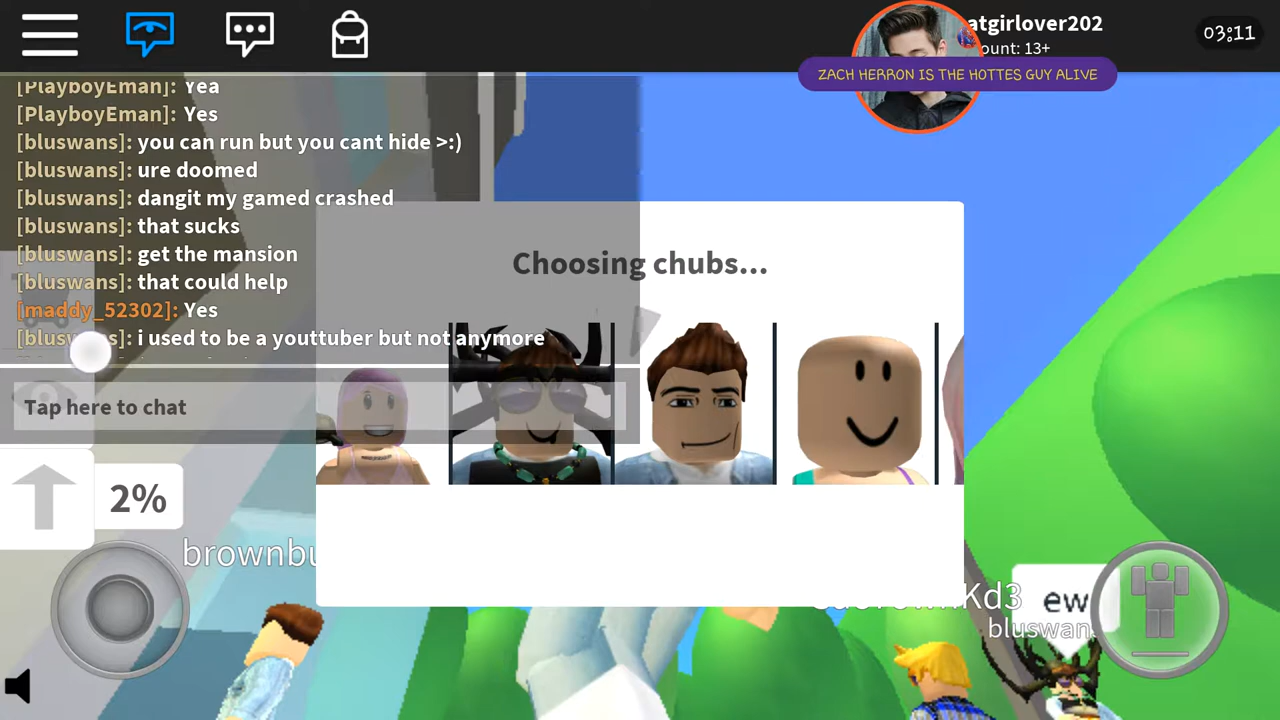 atgirlover202
03:11
ount: 13+
ZACH HERRON IS THE HOTTES GUY ALIVE
[PlayboyEman]: Yea
[PlayboyEman]: Yes
[bluswans]: you can run but you cant hide >:)
[bluswans]: ure doomed
[bluswans]: dangit my gamed crashed
[bluswans]: that sucks
[bluswans]: get the mansion
[bluswans]: that could help
[maddy_52302]: Yes
[bluswans]: i used to be a youttuber but not anymore
Choosing chubs...
Tap here to chat
2%
brownbu
ew
bluswan